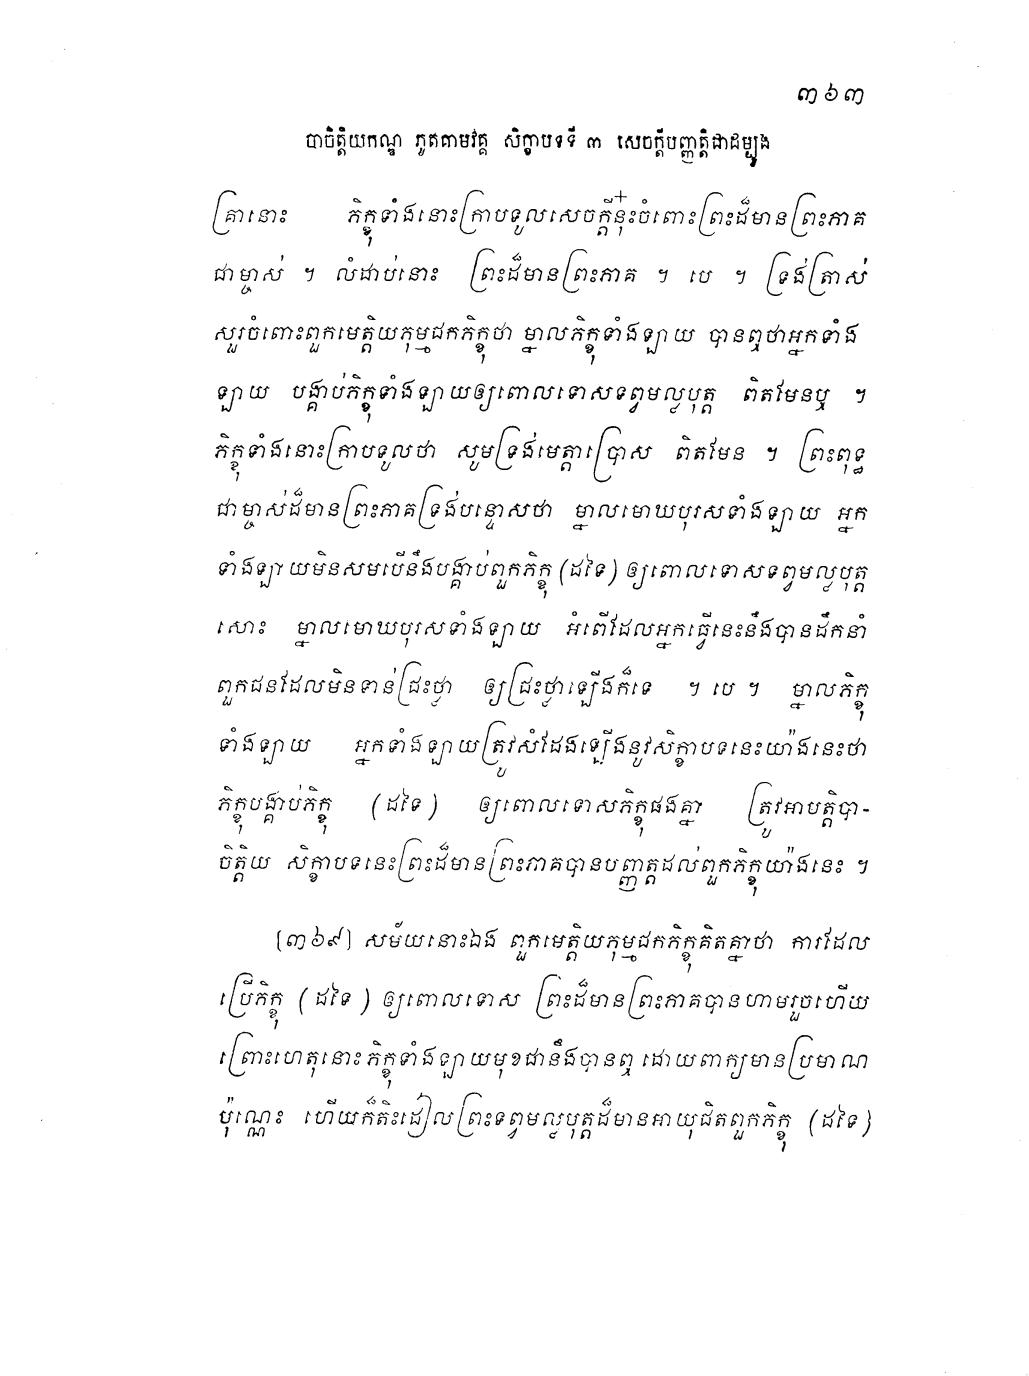 ៣៦៣
បាចិត្តិយកណ្ឌ ភូតគាមវគ្គ សិក្ខាបទទី ៣ សេចក្តីបញ្ញត្តិជាដម្បូង
គ្រានោះ ភិក្ខុទាំងនោះក្រាបទូលសេចក្តីនុ៎ះចំពោះព្រះដ៏មានព្រះភាគ
ជាម្ចាស់ ។ លំដាប់នោះ ព្រះដ៏មានព្រះភាគ ។ បេ ។ ទ្រង់ត្រាស់
សួរចំពោះពួកមេត្តិយភុម្មជកភិក្ខុថា ម្នាលភិក្ខុទាំងឡាយ បានឮថាអ្នកទាំង
ឡាយ បង្គាប់ភិក្ខុទាំងឡាយឲ្យពោលទោសទព្វមល្លបុត្ត ពិតមែនឬ ។
ភិក្ខុទាំងនោះក្រាបទូលថា សូមទ្រង់មេត្តាប្រោស ពិតមែន ។ ព្រះពុទ្ធ
ជាម្ចាស់ដ៏មានព្រះភាគទ្រង់បន្ទោសថា ម្នាលមោឃបុរសទាំងឡាយ អ្នក
ទាំងឡាយមិនសមបើនឹងបង្គាប់ពួកភិក្ខុ (ដទៃ) ឲ្យពោលទោសទព្វមល្លបុត្ត
សោះ ម្នាលមោឃបុរសទាំងឡាយ អំពើដែលអ្នកធ្វើនេះនឹងបានដឹកនាំ
ពួកជនដែលមិនទាន់ជ្រះថ្លា ឲ្យជ្រះថ្លាឡើងក៏ទេ ។ បេ ។ ម្នាលភិក្ខុ
ទាំងឡាយ អ្នកទាំងឡាយត្រូវសំដែងឡើងនូវសិក្ខាបទនេះយ៉ាងនេះថា
ភិក្ខុបង្គាប់ភិក្ខុ (ដទៃ) ឲ្យពោលទោសភិក្ខុផងគ្នា ត្រូវអាបត្តិបា-
ចិត្តិយ សិក្ខាបទនេះព្រះដ៏មានព្រះភាគបានបញ្ញត្តដល់ពួកភិក្ខុយ៉ាងនេះ ។
[៣៦៩] សម័យនោះឯង ពួកមេត្តិយភុម្មជកភិក្ខុគិតគ្នាថា ការដែល
ប្រើភិក្ខុ (ដទៃ) ឲ្យពោលទោស ព្រះដ៏មានព្រះភាគបានហាមរួចហើយ
ព្រោះហេតុនោះ ភិក្ខុទាំងឡាយមុខជានឹងបានឮ ដោយពាក្យមានប្រមាណ
ប៉ុណ្ណេះ ហើយក៏តិះដៀលព្រះទព្វមល្លបុត្តដ៏មានអាយុជិតពួកភិក្ខុ (ដទៃ)